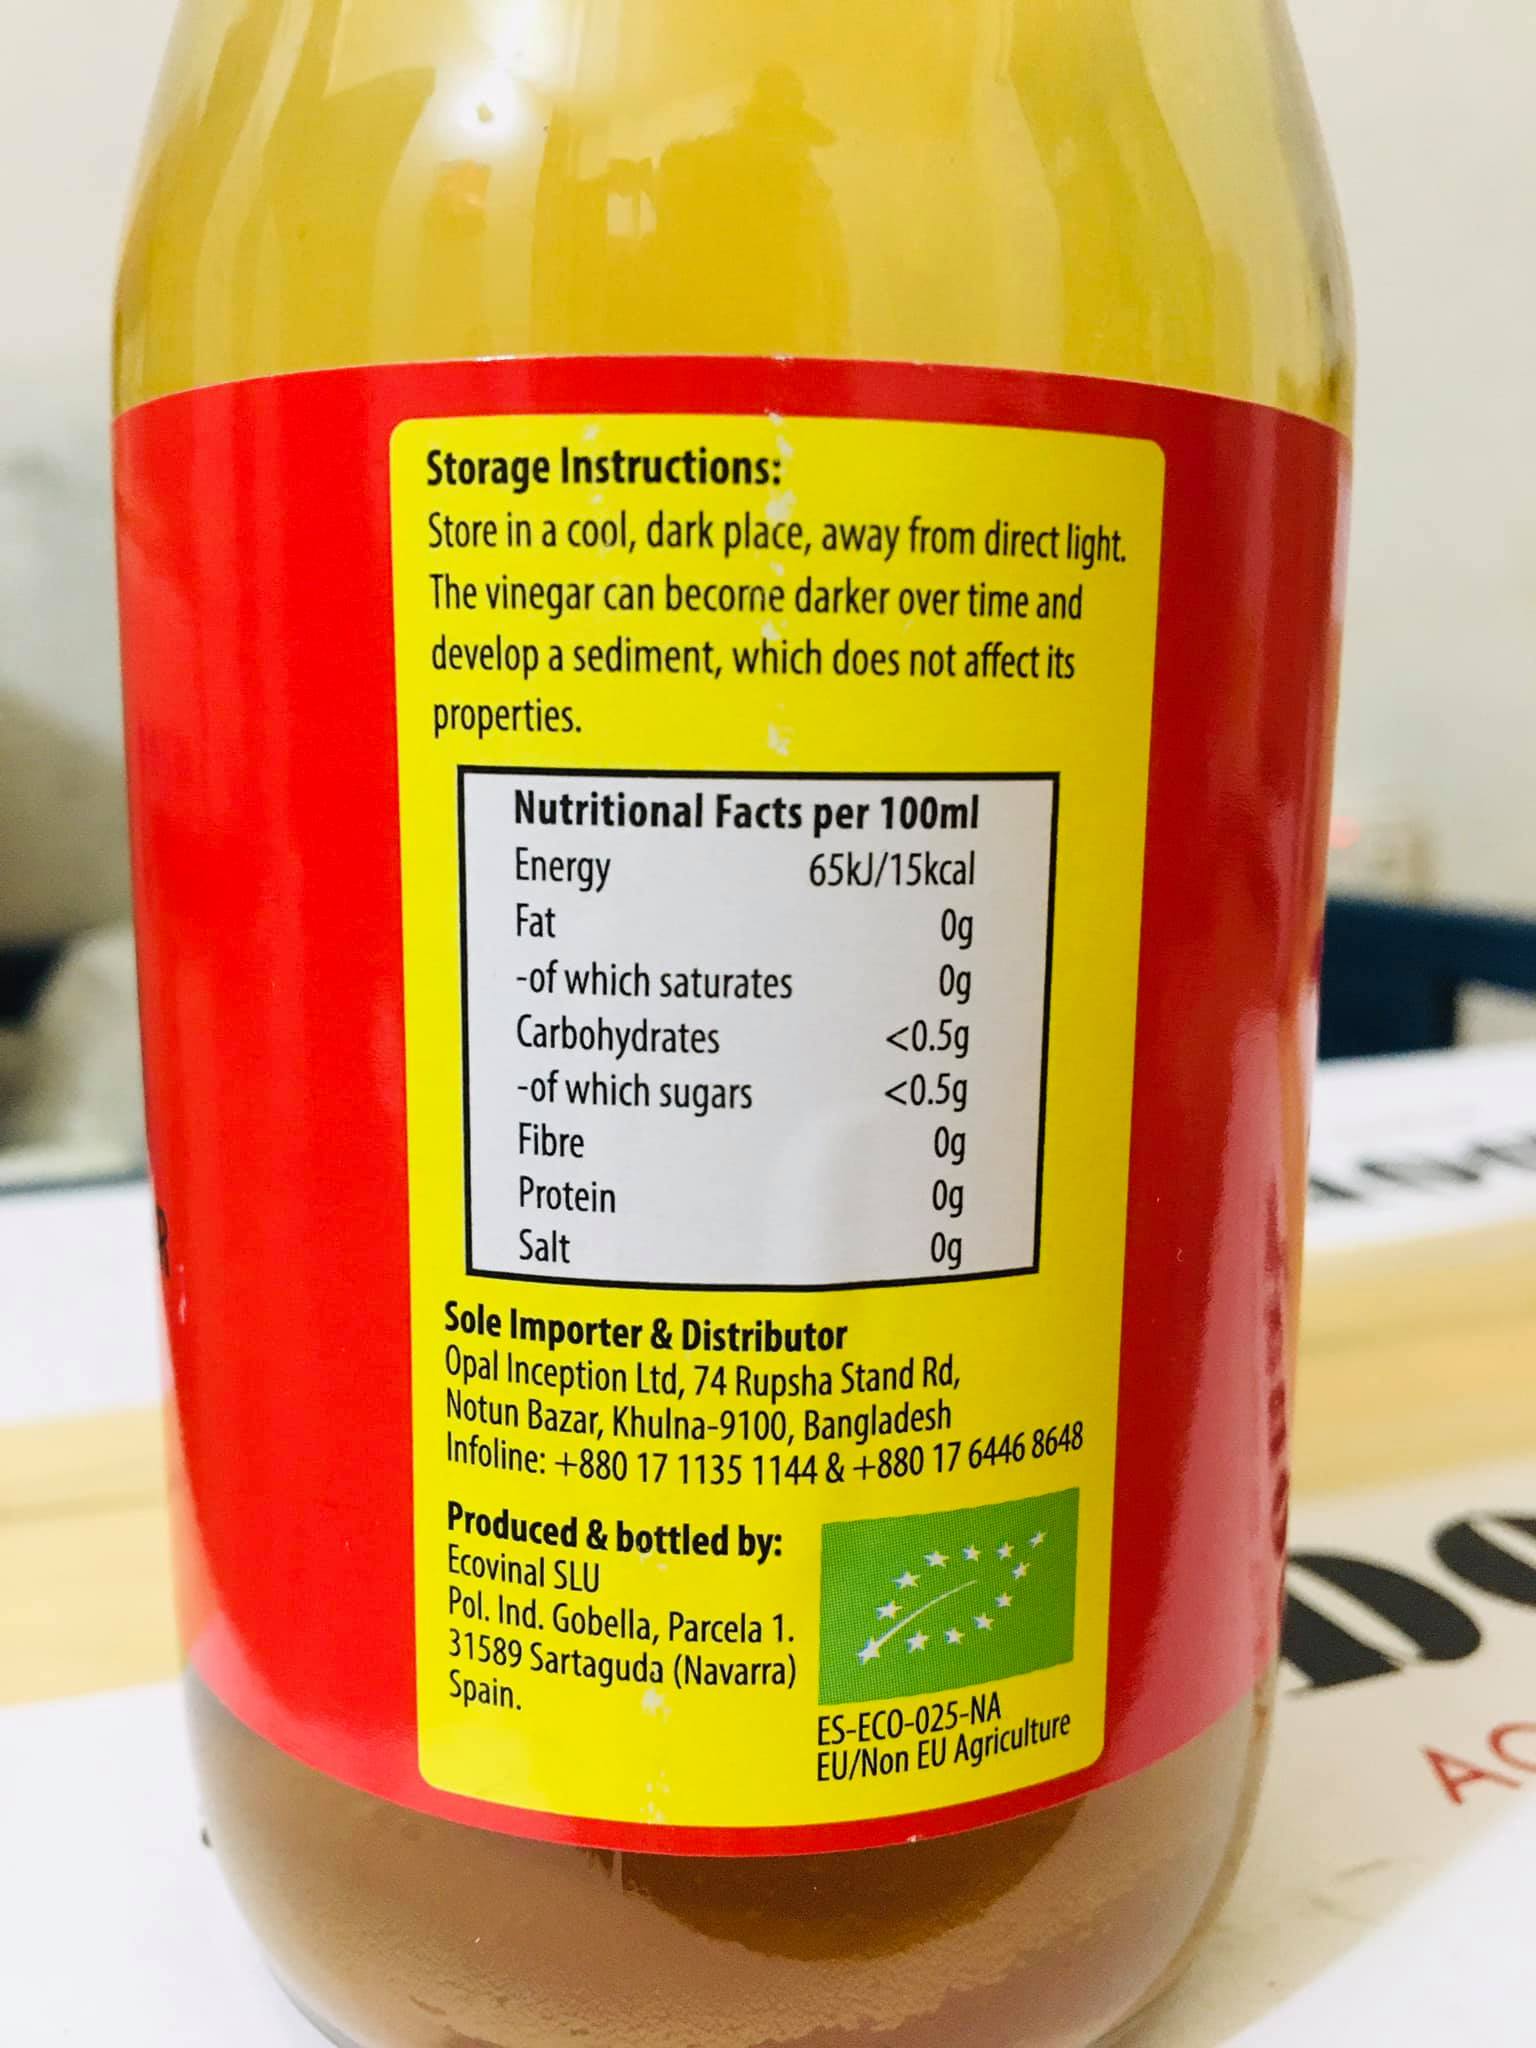 Storage Instructions:
Store in a cool, dark place, away from direct light.
The vinegar can become darker over time and
develop a sediment, which does not affect its
properties.
Nutritional Facts per 100ml
Energy 65kJ/15kcal
Fat 0g
-of which saturates 0g
Carbohydrates <0.5g
-of which sugars <0.5g
Fibre 0g
Protein 0g
Salt 0g
Sole Importer & Distributor
Opal Inception Ltd, 74 Rupsha Stand Rd,
Notun Bazar, Khulna-9100, Bangladesh
Infoline: +880 17 1135 1144 & +880 17 6446 8648
Produced & bottled by:
Ecovinal SLU
Pol. Ind. Gobella, Parcela 1.
31589 Sartaguda (Navarra)
Spain.
ES-ECO-025-NA
EU/Non EU Agriculture